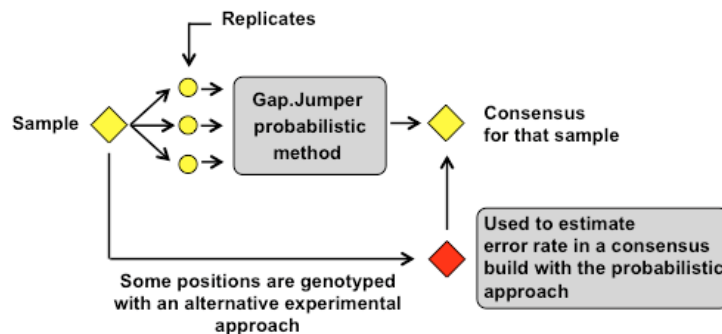 Replicates
Sample
Gap.Jumper
probabilistic
method
Consensus
for that sample
Some positions are genotyped
with an alternative experimental
approach
Used to estimate
error rate in a consensus
build with the probabilistic
approach